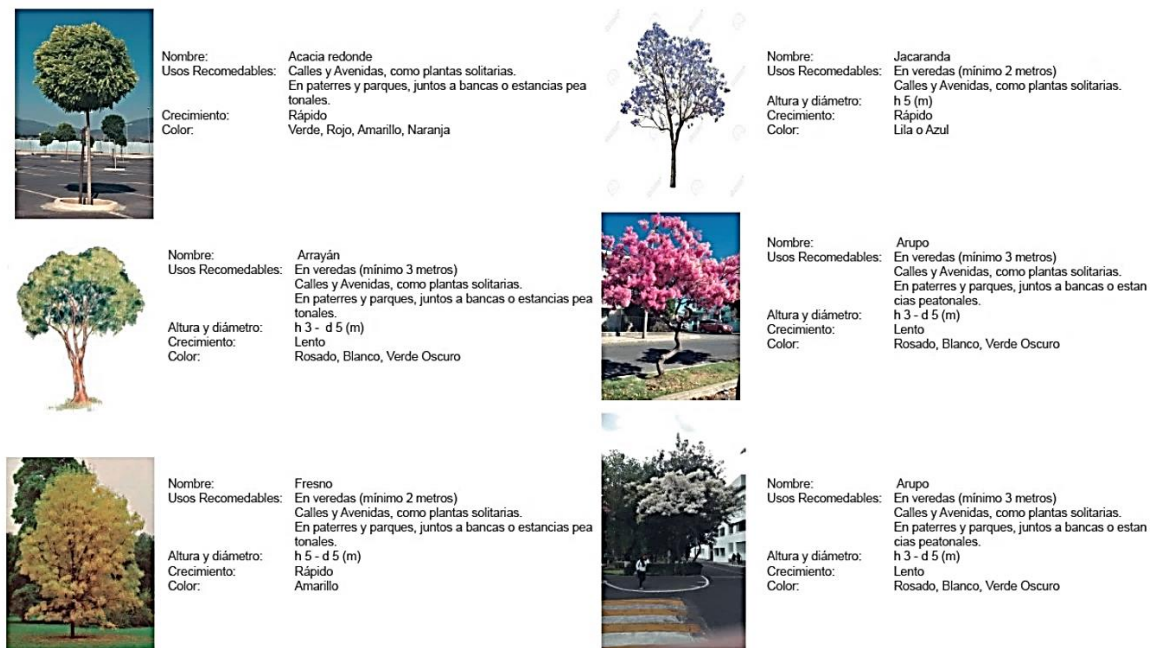 Nombre: Acacia redonde
Usos Recomedables: Calles y Avenidas, como plantas solitarias.
En paterres y parques, juntos a bancas o estancias pea
tonales.
Crecimiento: Rápido
Color: Verde, Rojo, Amarillo, Naranja
Nombre: Jacaranda
Usos Recomedables: En veredas (mínimo 2 metros)
Calles y Avenidas, como plantas solitarias.
Altura y diámetro: h 5 (m)
Crecimiento: Rápido
Color: Lila o Azul
Nombre: Arrayán
Usos Recomedables: En veredas (mínimo 3 metros)
Calles y Avenidas, como plantas solitarias.
En paterres y parques, juntos a bancas o estancias pea
tonales.
Altura y diámetro: h 3 - d 5 (m)
Crecimiento: Lento
Color: Rosado, Blanco, Verde Oscuro
Nombre: Arupo
Usos Recomedables: En veredas (mínimo 3 metros)
Calles y Avenidas, como plantas solitarias.
En paterres y parques, juntos a bancas o estan
cias peatonales.
Altura y diámetro: h 3 - d 5 (m)
Crecimiento: Lento
Color: Rosado, Blanco, Verde Oscuro
Nombre: Fresno
Usos Recomedables: En veredas (mínimo 2 metros)
Calles y Avenidas, como plantas solitarias.
En paterres y parques, juntos a bancas o estancias pea
tonales.
Altura y diámetro: h 5 - d 5 (m)
Crecimiento: Rápido
Color: Amarillo
Nombre: Arupo
Usos Recomedables: En veredas (mínimo 3 metros)
Calles y Avenidas, como plantas solitarias.
En paterres y parques, juntos a bancas o estan
cias peatonales.
Altura y diámetro: h 3 - d 5 (m)
Crecimiento: Lento
Color: Rosado, Blanco, Verde Oscuro